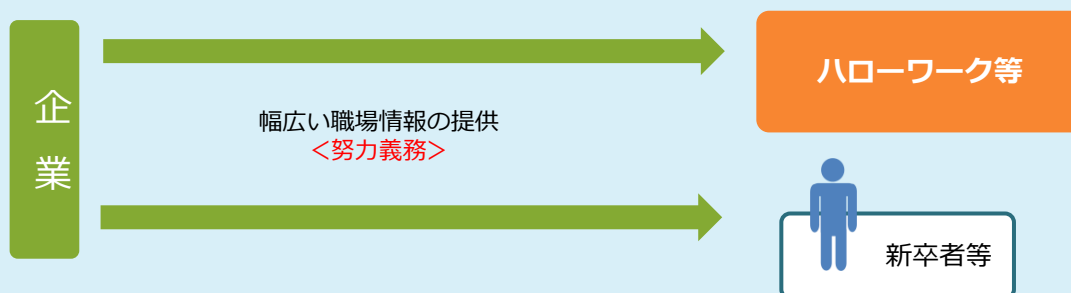 企業
ハローワーク等
幅広い職場情報の提供
<努力義務>
新卒者等